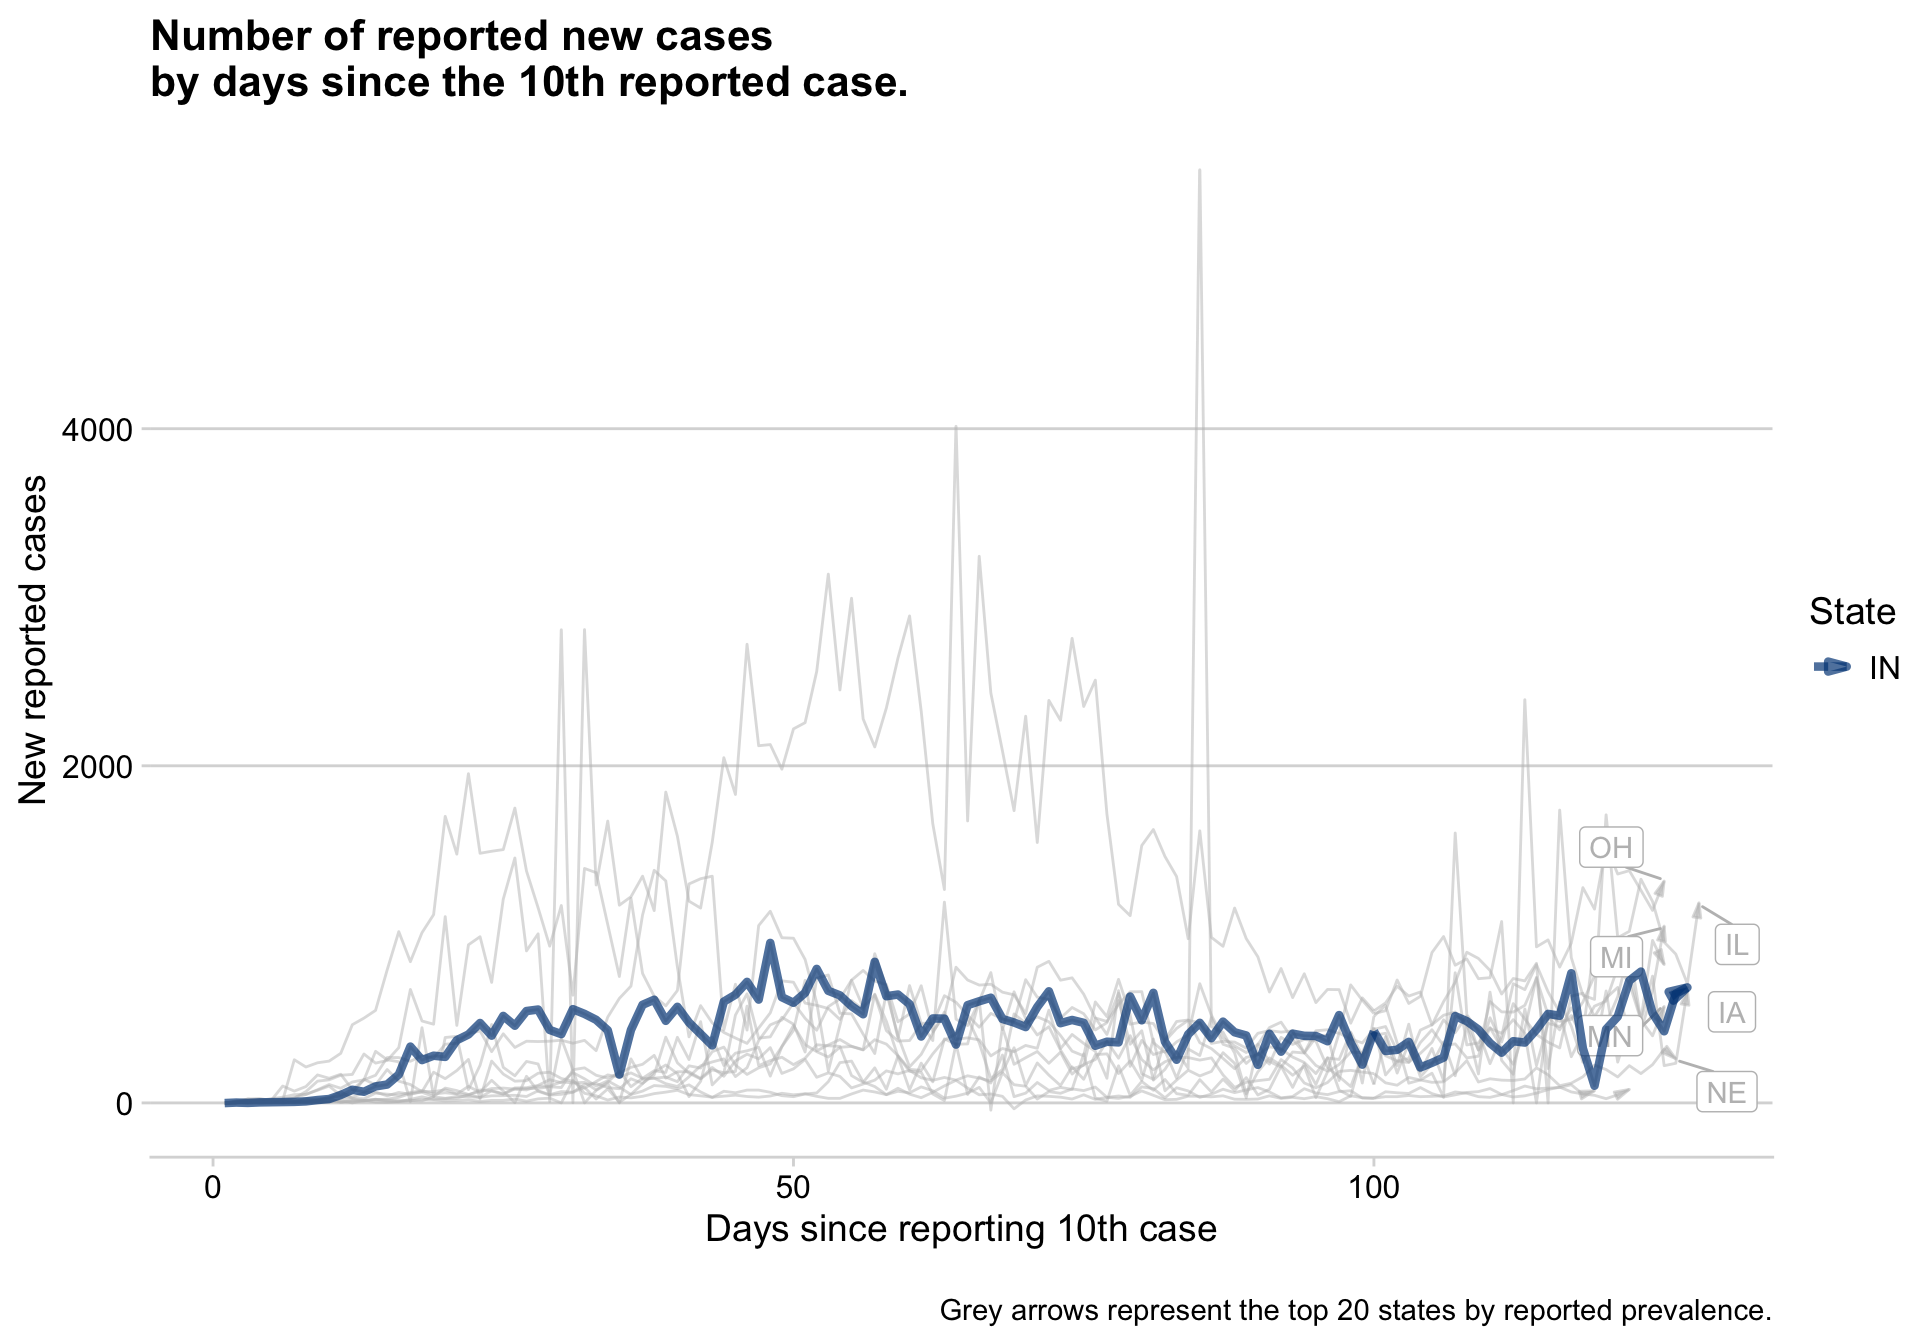 Number of reported new cases
by days since the 10th reported case.
New reported cases
4000
2000
0
OH
IL
MI
IA
MN
NE
State
IN
0
50
100
Days since reporting 10th case
Grey arrows represent the top 20 states by reported prevalence.